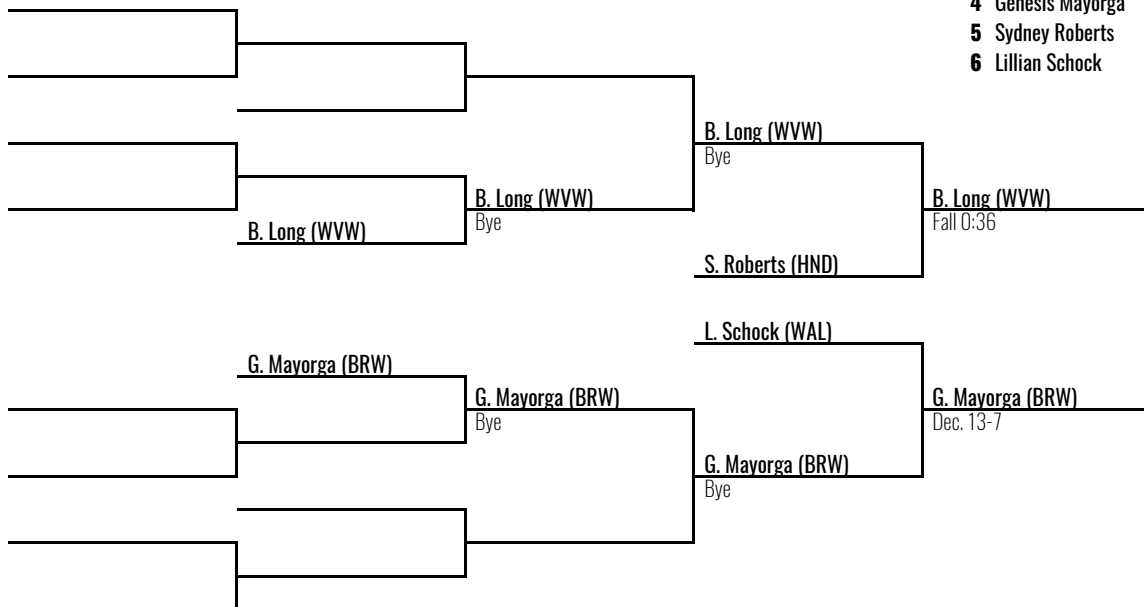 4 Genesis Mayorga
5 Sydney Roberts
6 Lillian Schock
B. Long (WVW)
Bye
B. Long (WVW)
Bye
B. Long (WVW)
Fall 0:36
B. Long (WVW)
S. Roberts (HND)
L. Schock (WAL)
G. Mayorga (BRW)
G. Mayorga (BRW)
Bye
G. Mayorga (BRW)
Dec. 13-7
G. Mayorga (BRW)
Bye